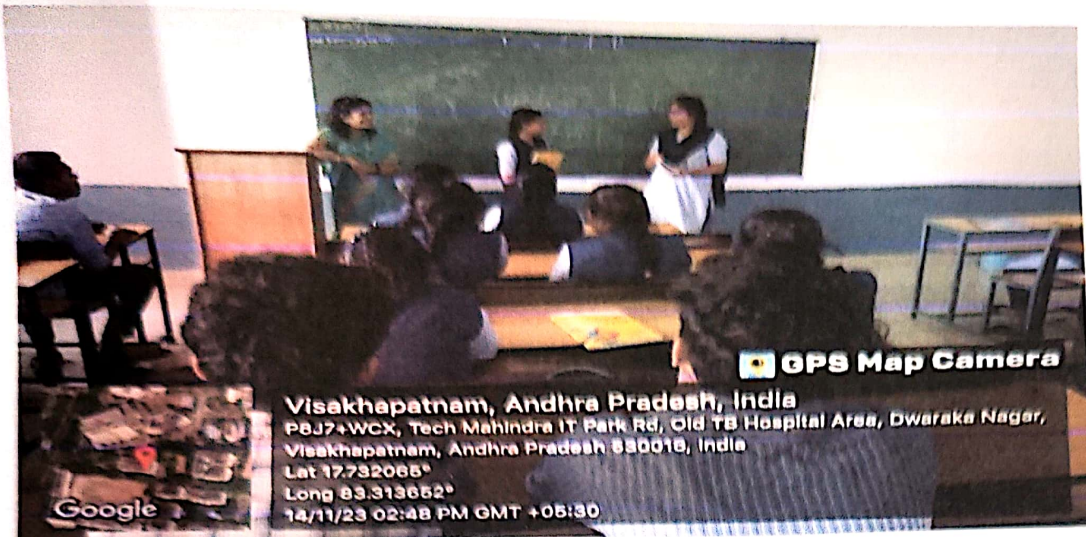 GPS Map Camera
Visakhapatnam, Andhra Pradesh, India
P8J7+WCX, Tech Mahindra IT Park Rd, Old TB Hospital Area, Dwaraka Nagar,
Visakhapatnam, Andhra Pradesh 530016, India
Lat 17.732065°
Long 83.313652°
14/11/23 02:48 PM GMT +05:30
Google